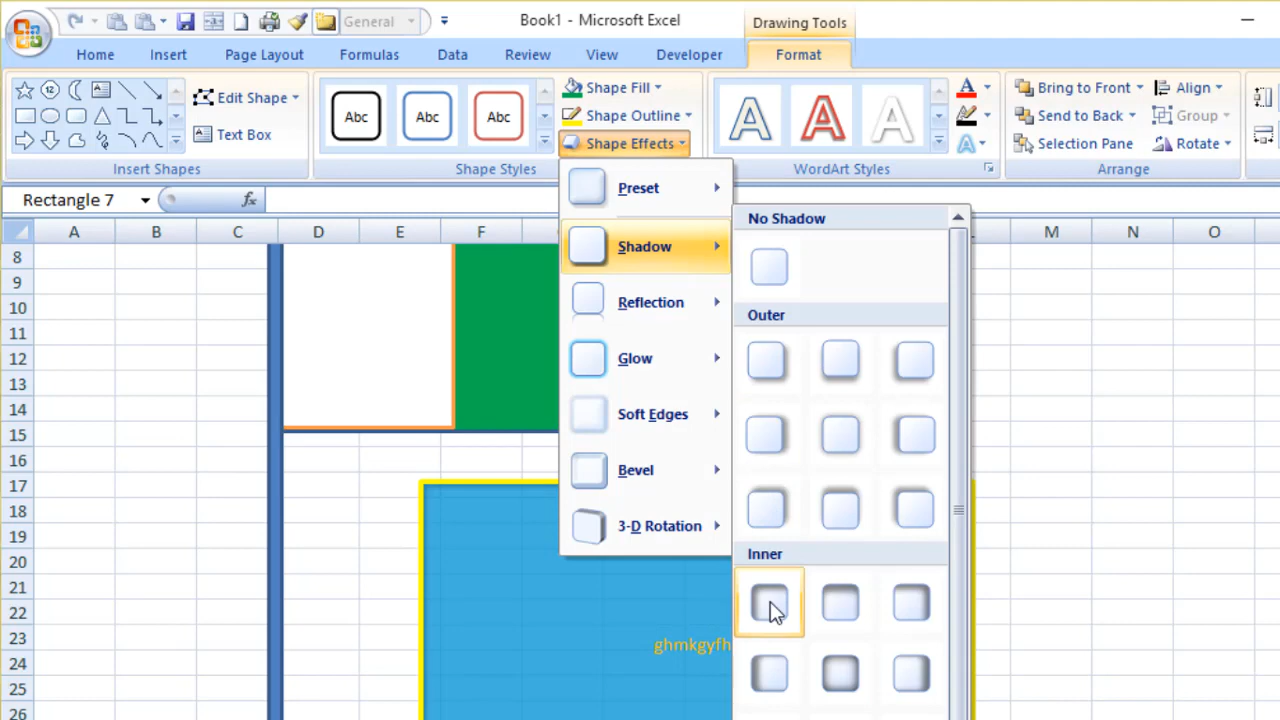 General
Book1 - Microsoft Excel
Drawing Tools
Home Insert Page Layout Formulas Data Review View Developer Format
Edit Shape
Text Box
Insert Shapes
Abc Abc Abc
Shape Fill
Shape Outline
Shape Effects
Shape Styles
A A A
A
A
WordArt Styles
Bring to Front
Send to Back
Selection Pane
Align
Group
Rotate
Arrange
Rectangle 7
fx
A B C D E F M N O
8
9
10
11
12
13
14
15
16
17
18
19
20
21
22
23
24
25
26
Preset
Shadow
Reflection
Glow
Soft Edges
Bevel
3-D Rotation
No Shadow
Outer
Inner
ghmkgyfh